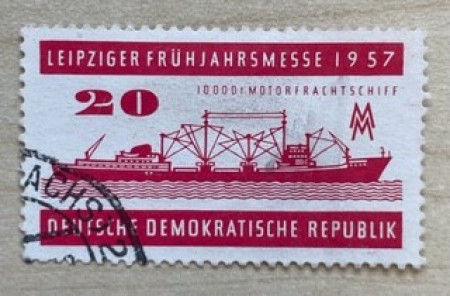 LEIPZIGER FRÜHJAHRSMESSE 1957
20
10000t MOTORFRACHTSCHIFF
MM
DEUTSCHE DEMOKRATISCHE REPUBLIK